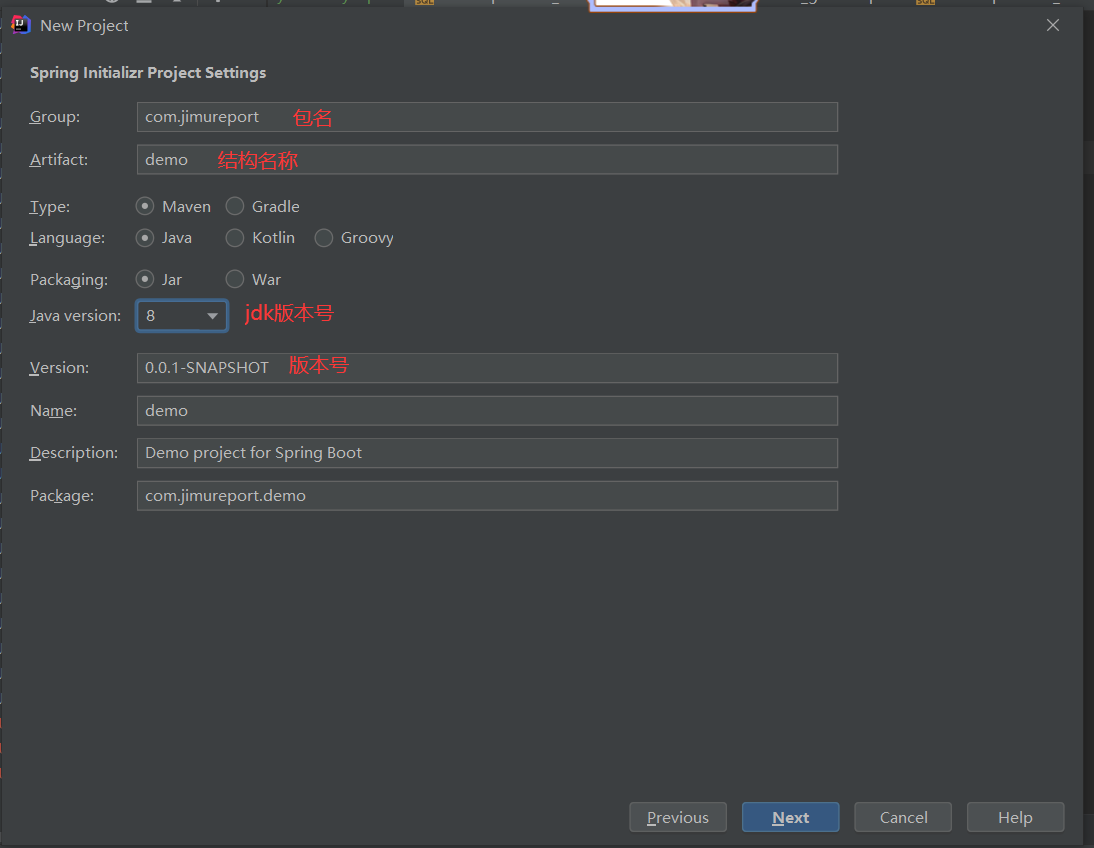 New Project
Spring Initializr Project Settings
Group: com.jimureport 包名
Artifact: demo 结构名称
Type: Maven Gradle
Language: Java Kotlin Groovy
Packaging: Jar War
Java version: 8 jdk版本号
Version: 0.0.1-SNAPSHOT 版本号
Name: demo
Description: Demo project for Spring Boot
Package: com.jimureport.demo
Previous Next Cancel Help